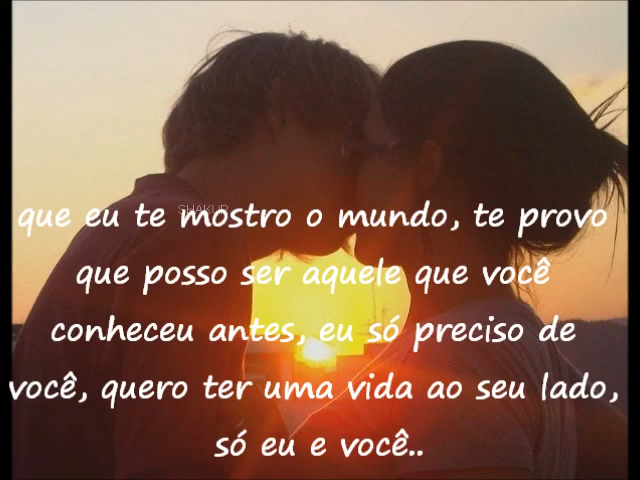 SHAKUR
que eu te mostro o mundo, te provo
que posso ser aquele que você
conheceu antes, eu só preciso de
você, quero ter uma vida ao seu lado,
só eu e você..